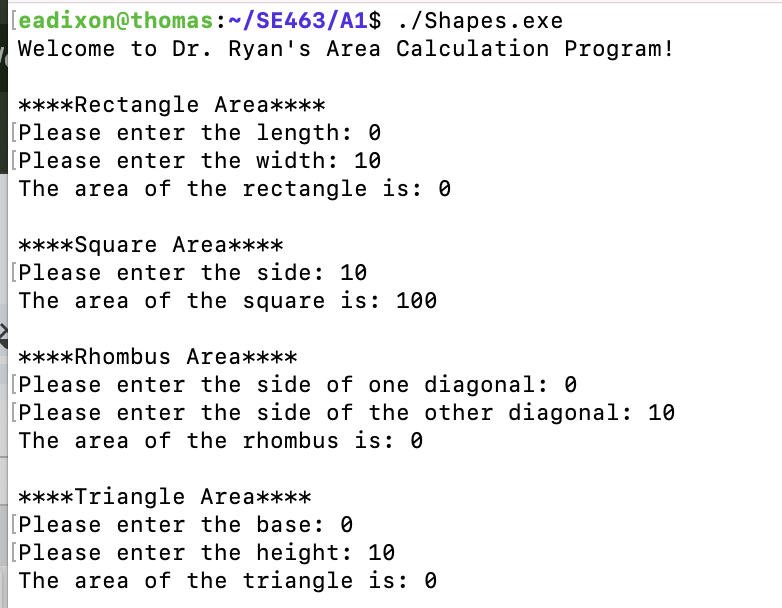 [eadixon@thomas:~/SE463/A1$ ./Shapes.exe
Welcome to Dr. Ryan's Area Calculation Program!

****Rectangle Area****
[Please enter the length: 0
[Please enter the width: 10
The area of the rectangle is: 0

****Square Area****
[Please enter the side: 10
The area of the square is: 100

****Rhombus Area****
[Please enter the side of one diagonal: 0
[Please enter the side of the other diagonal: 10
The area of the rhombus is: 0

****Triangle Area****
[Please enter the base: 0
[Please enter the height: 10
The area of the triangle is: 0